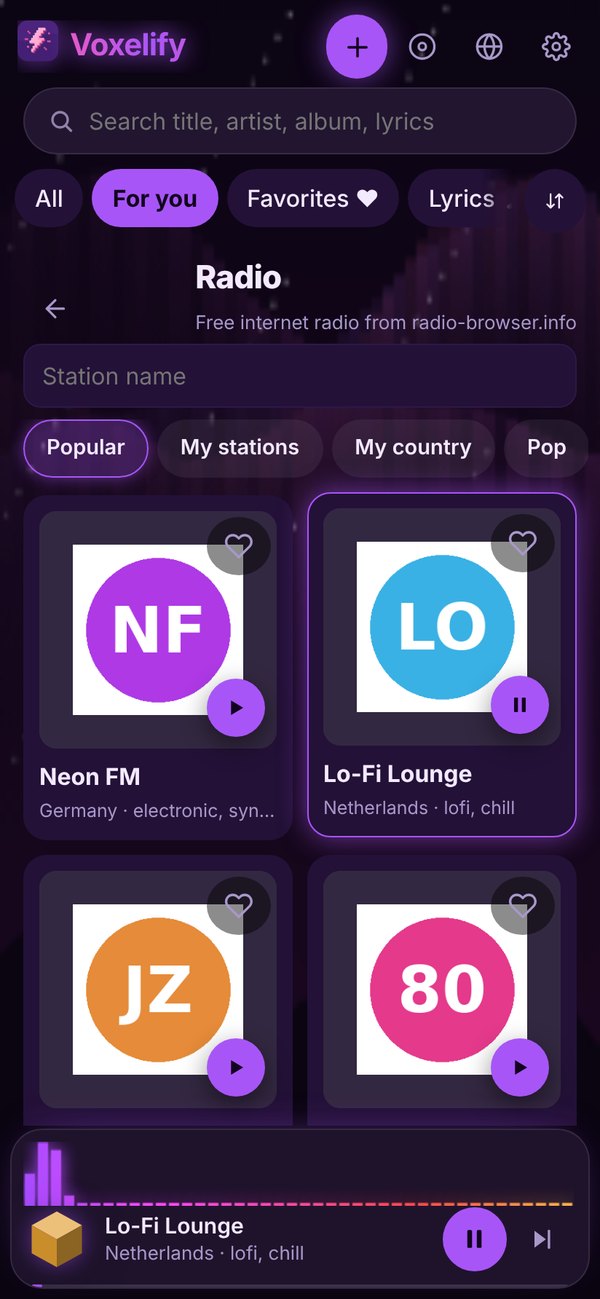 Voxelify
Search title, artist, album, lyrics
All
For you
Favorites ♥
Lyrics
Radio
Free internet radio from radio-browser.info
Station name
Popular
My stations
My country
Pop
NF
LO
Neon FM
Germany · electronic, syn...
Lo-Fi Lounge
Netherlands · lofi, chill
JZ
80
Lo-Fi Lounge
Netherlands · lofi, chill